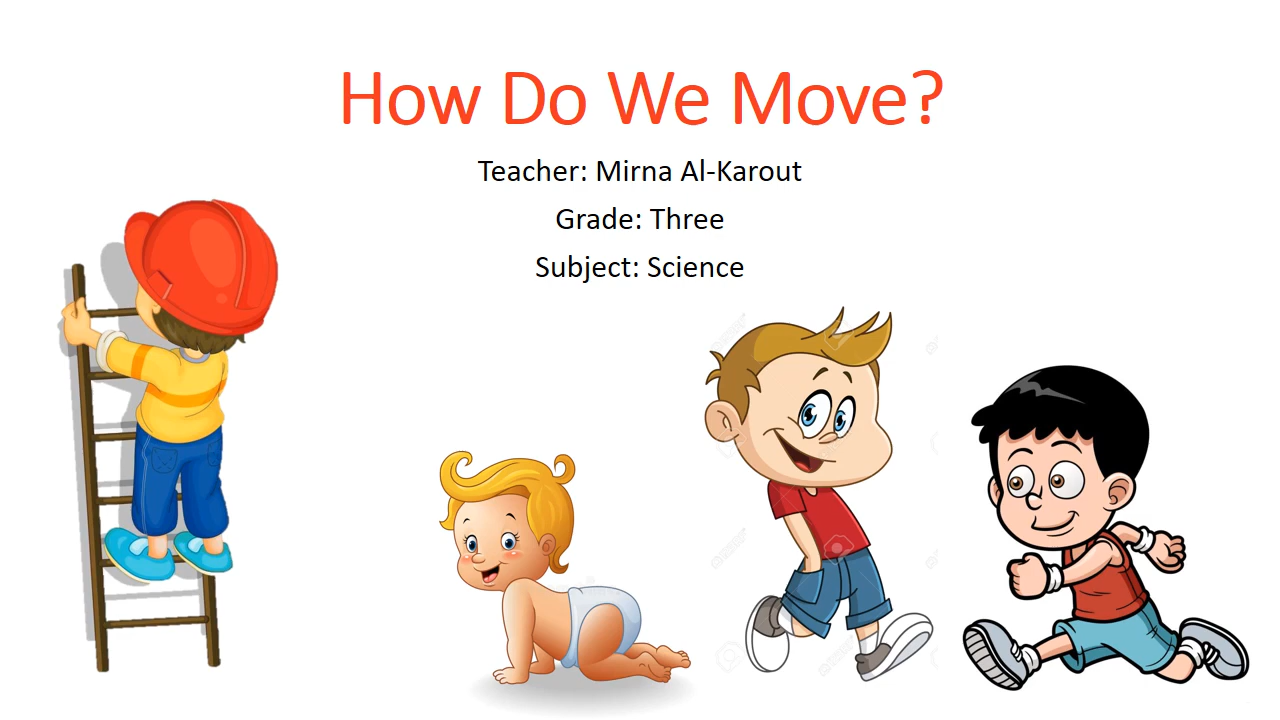 How Do We Move?
Teacher: Mirna Al-Karout
Grade: Three
Subject: Science